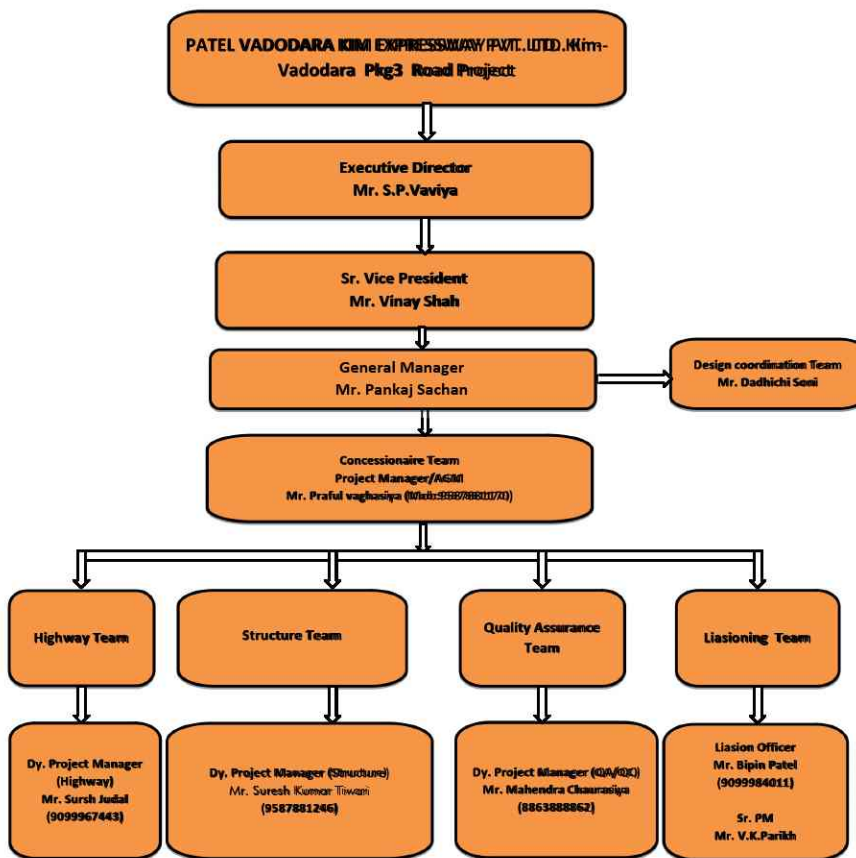 PATEL VADODARA KIM EXPRESSWAY PVT. LTD. Kim-
Vadodara Pkg3 Road Project
Executive Director
Mr. S.P.Vaviya
Sr. Vice President
Mr. Vinay Shah
General Manager
Mr. Pankaj Sachan
Design coordination Team
Mr. Dadhichi Soni
Concessionaire Team
Project Manager/AGM
Mr. Praful vaghasiya
Highway Team
Structure Team
Quality Assurance
Team
Liasioning Team
Dy. Project Manager
(Highway)
Mr. Sursh Judal
(9099967443)
Dy. Project Manager (Structure)
Mr. Suresh Kumar Tiwari
(9587881246)
Dy. Project Manager (QA/QC)
Mr. Mahendra Chaurasiya
(8863888862)
Liasion Officer
Mr. Bipin Patel
(9099984011)
Sr. PM
Mr. V.K.Parikh